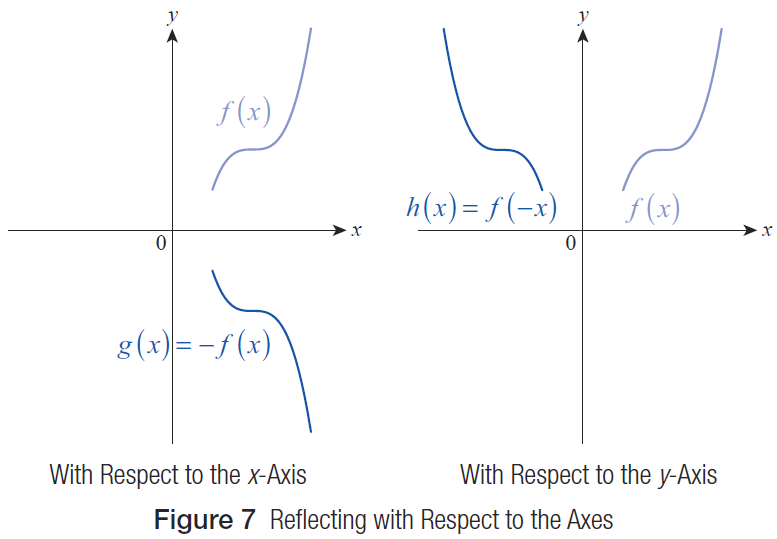 y
f(x)
x
0
g(x) = −f(x)
With Respect to the x-Axis
y
h(x) = f(−x)
f(x)
x
0
With Respect to the y-Axis
Figure 7 Reflecting with Respect to the Axes